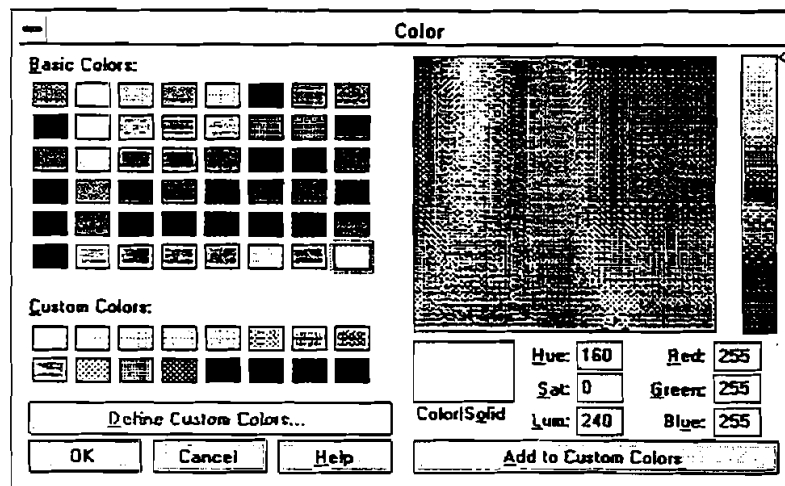 Color
Basic Colors:
Custom Colors:
Define Custom Colors...
OK Cancel Help
Color|Solid
Hue: 160 Red: 255
Sat: 0 Green: 255
Lum: 240 Blue: 255
Add to Custom Colors